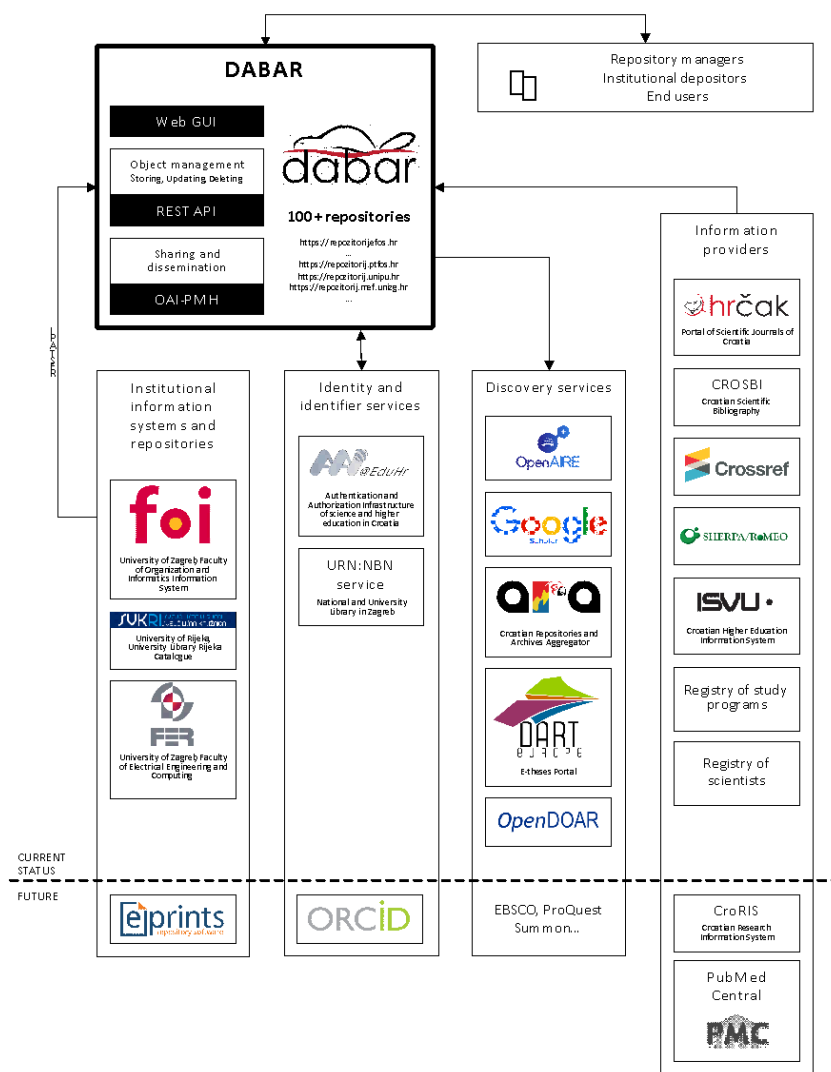 DABAR
Web GUI
Object management
Storing, Updating, Deleting
REST API
Sharing and
dissemination
OAI-PMH
dabar
100+ repositories
https://repozitorij.efos.hr
...
https://repozitorij.ptfos.hr
https://repozitorij.unipu.hr
https://repozitorij.mef.unizg.hr
...
Repository managers
Institutional depositors
End users
Institutional
information
systems and
repositories
foi
University of Zagreb Faculty
of Organization and
Informatics Information
System
SVKRI
University of Rijeka,
University Library Rijeka
Catalogue
FER
University of Zagreb Faculty
of Electrical Engineering and
Computing
Identity and
identifier services
AAI
@EduHr
Authentication and
Authorization Infrastructure
of science and higher
education in Croatia
URN:NBN
service
National and University
Library in Zagreb
Discovery services
OpenAIRE
Google
Scholar
ara
Croatian Repositories and
Archives Aggregator
DART
EUROPE
E-theses Portal
OpenDOAR
Information
providers
hrčak
Portal of Scientific Journals of
Croatia
CROSBI
Croatian Scientific
Bibliography
Crossref
SHERPA/RoMEO
ISVU
Croatian Higher Education
Information System
Registry of study
programs
Registry of
scientists
CURRENT
STATUS
FUTURE
eprints
repository software
ORCID
EBSCO, ProQuest
Summon...
CroRIS
Croatian Research
Information System
PubMed
Central
PMC